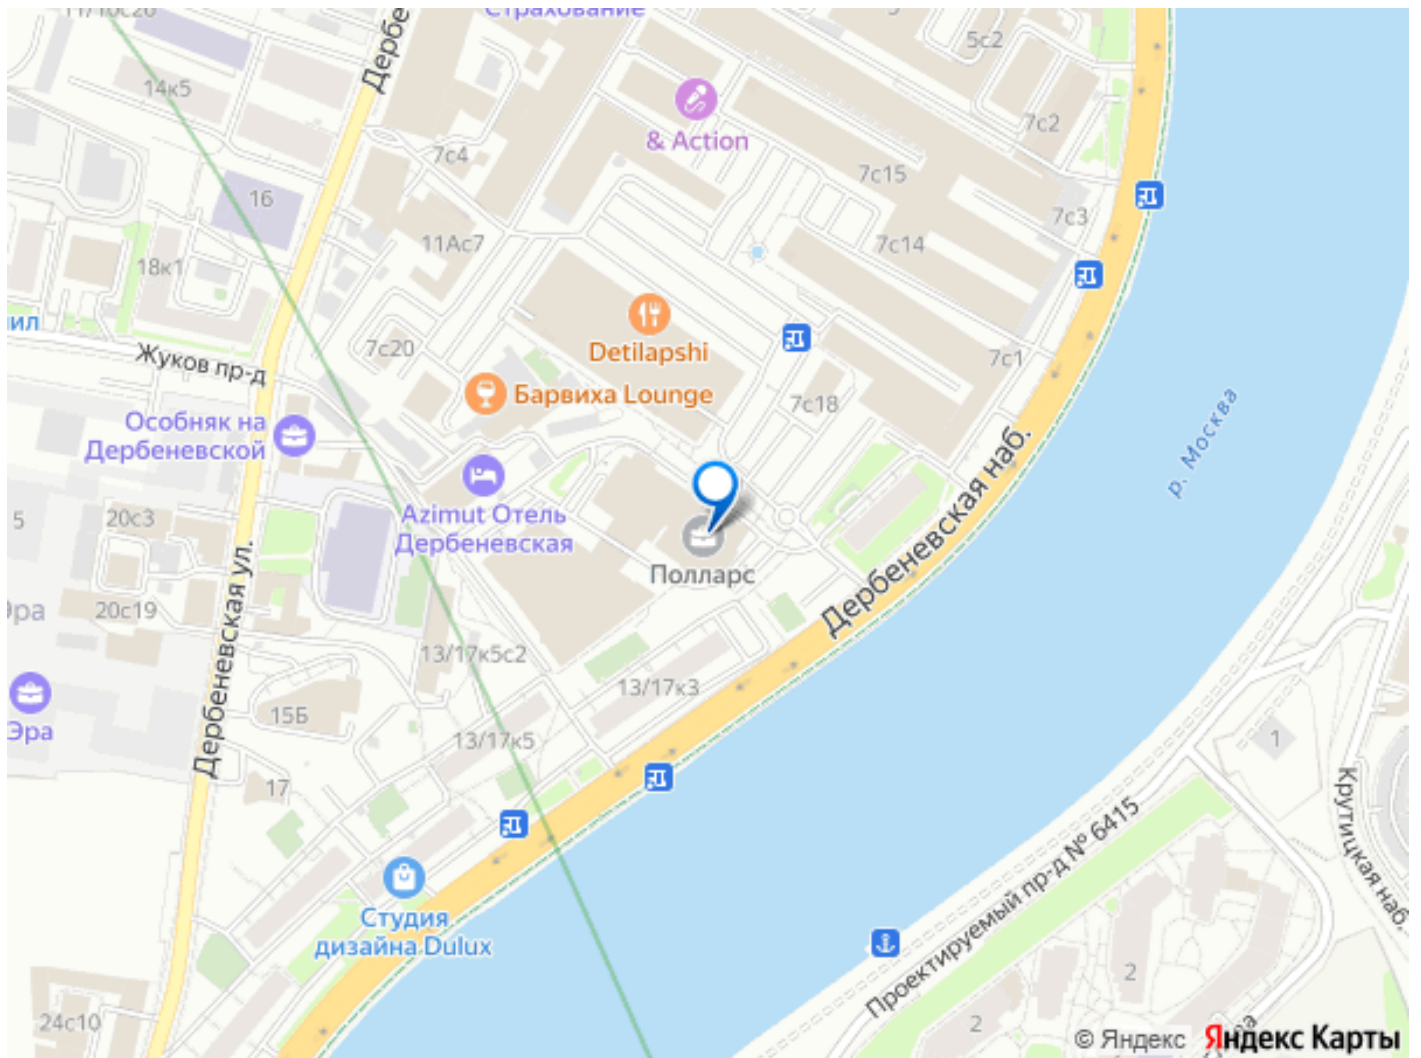 Страхование
5с2
14к5
Дербе
& Action
7с2
7с4
7с15
16
7с3
11Ас7
7с14
18к1
Detilapshi
7с20
7с1
Жуков пр-д
Барвиха Lounge
7с18
Особняк на
Дербеневской
р. Москва
Дербеневская наб.
Azimut Отель
Дербеневская
5
20с3
Полларс
Дербеневская ул.
20с19
Эра
13/17к5с2
13/17к3
15Б
13/17к5
1
17
Крутицкая наб.
Проектируемый пр-д № 6415
Студия
дизайна Dulux
2
2
24с10
© Яндекс Яндекс Карты